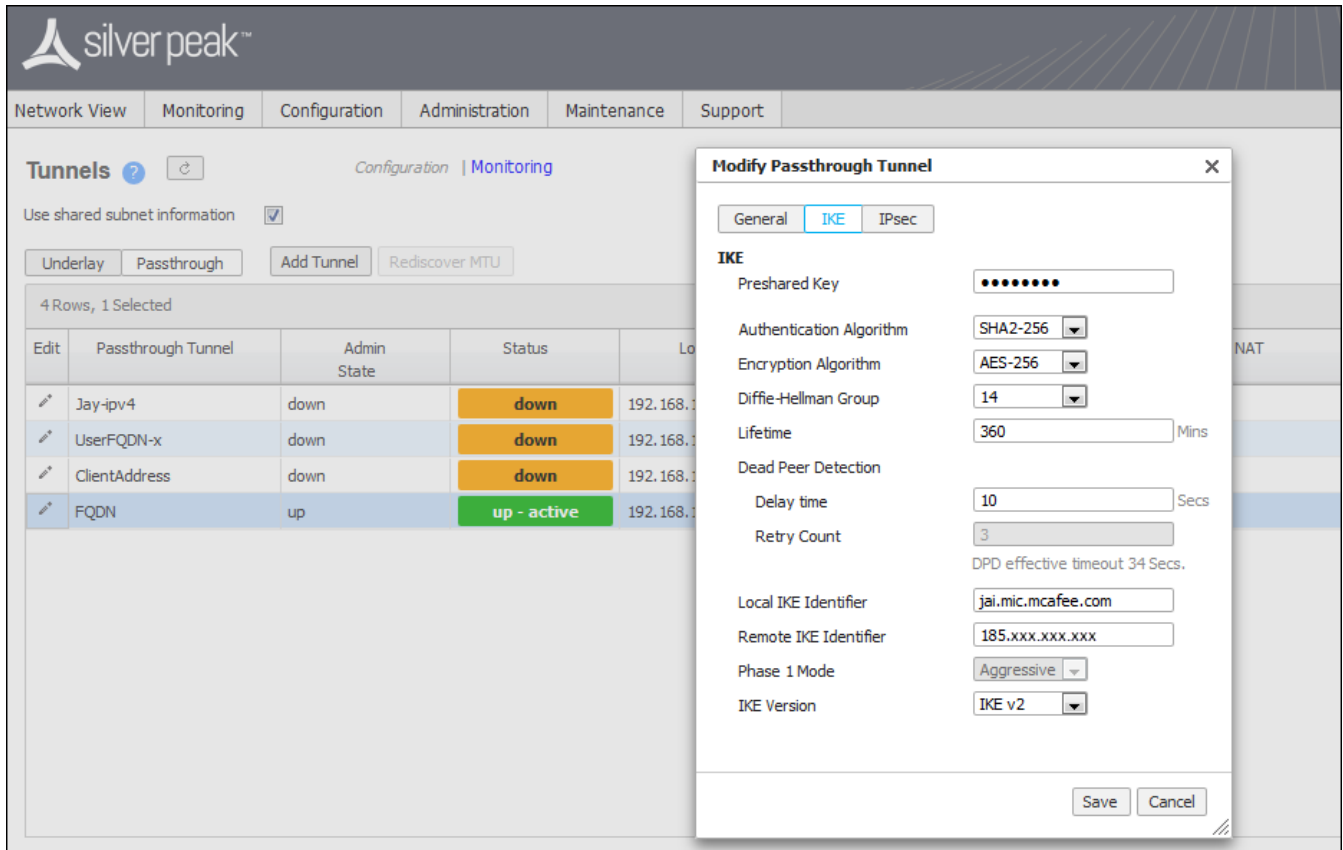 silver peak™
Network View Monitoring Configuration Administration Maintenance Support
Tunnels ? Configuration | Monitoring
Use shared subnet information
Underlay Passthrough Add Tunnel Rediscover MTU
4 Rows, 1 Selected
Edit Passthrough Tunnel Admin State Status Lo NAT
Jay-ipv4 down down 192.168.1
UserFQDN-x down down 192.168.1
ClientAddress down down 192.168.1
FQDN up up - active 192.168.1
Modify Passthrough Tunnel
General IKE IPsec
IKE
Preshared Key ••••••••
Authentication Algorithm SHA2-256
Encryption Algorithm AES-256
Diffie-Hellman Group 14
Lifetime 360 Mins
Dead Peer Detection
Delay time 10 Secs
Retry Count 3
DPD effective timeout 34 Secs.
Local IKE Identifier jai.mic.mcafee.com
Remote IKE Identifier 185.xxx.xxx.xxx
Phase 1 Mode Aggressive
IKE Version IKE v2
Save Cancel